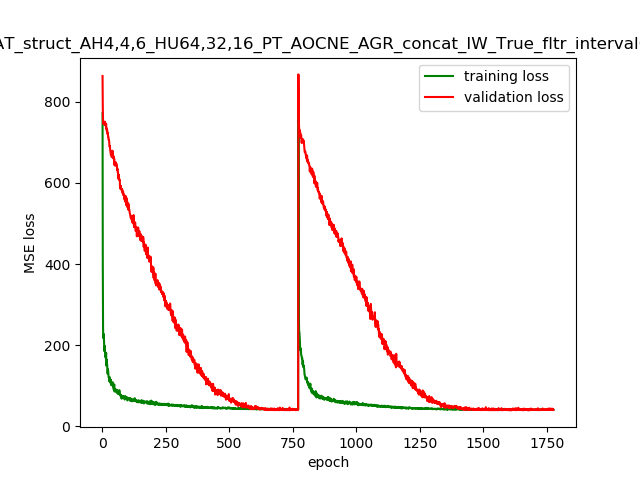 AT_struct_AH4,4,6_HU64,32,16_PT_AOCNE_AGR_concat_IW_True_fltr_interval
training loss
validation loss
800
600
400
200
0
MSE loss
0 250 500 750 1000 1250 1500 1750
epoch